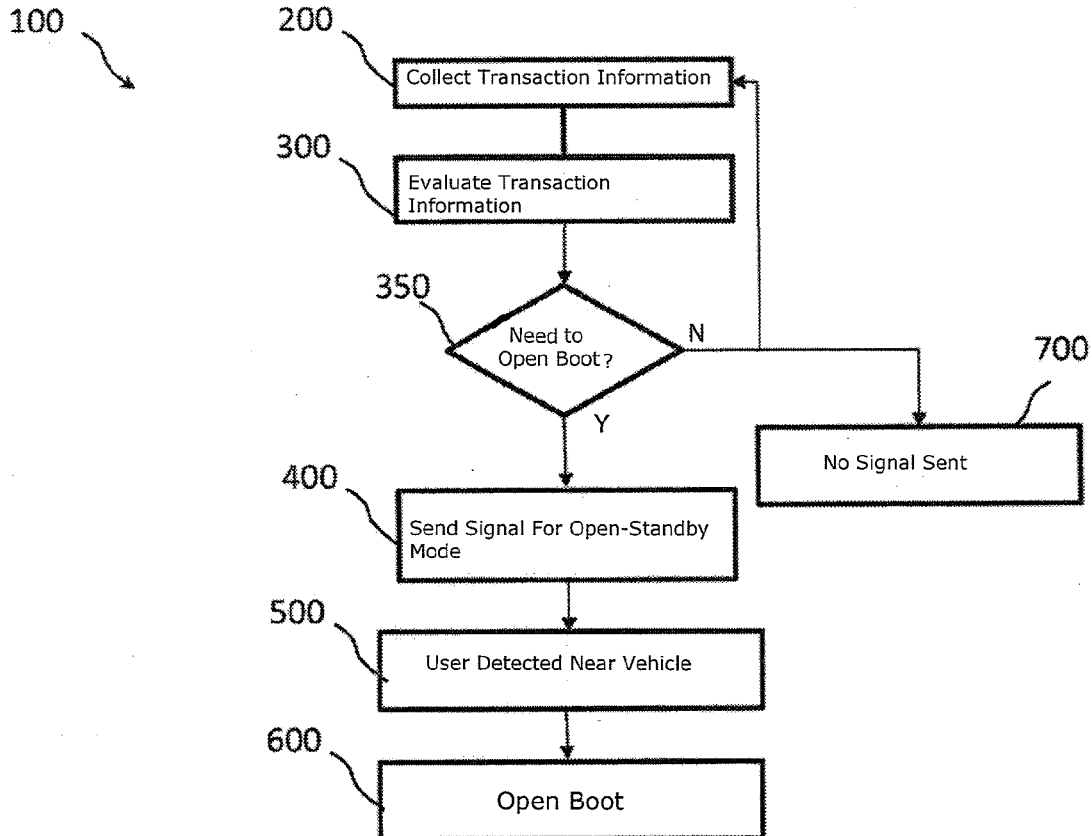 100
200
Collect Transaction Information
300
Evaluate Transaction
Information
350
Need to
Open Boot?
N
Y
700
No Signal Sent
400
Send Signal For Open-Standby
Mode
500
User Detected Near Vehicle
600
Open Boot